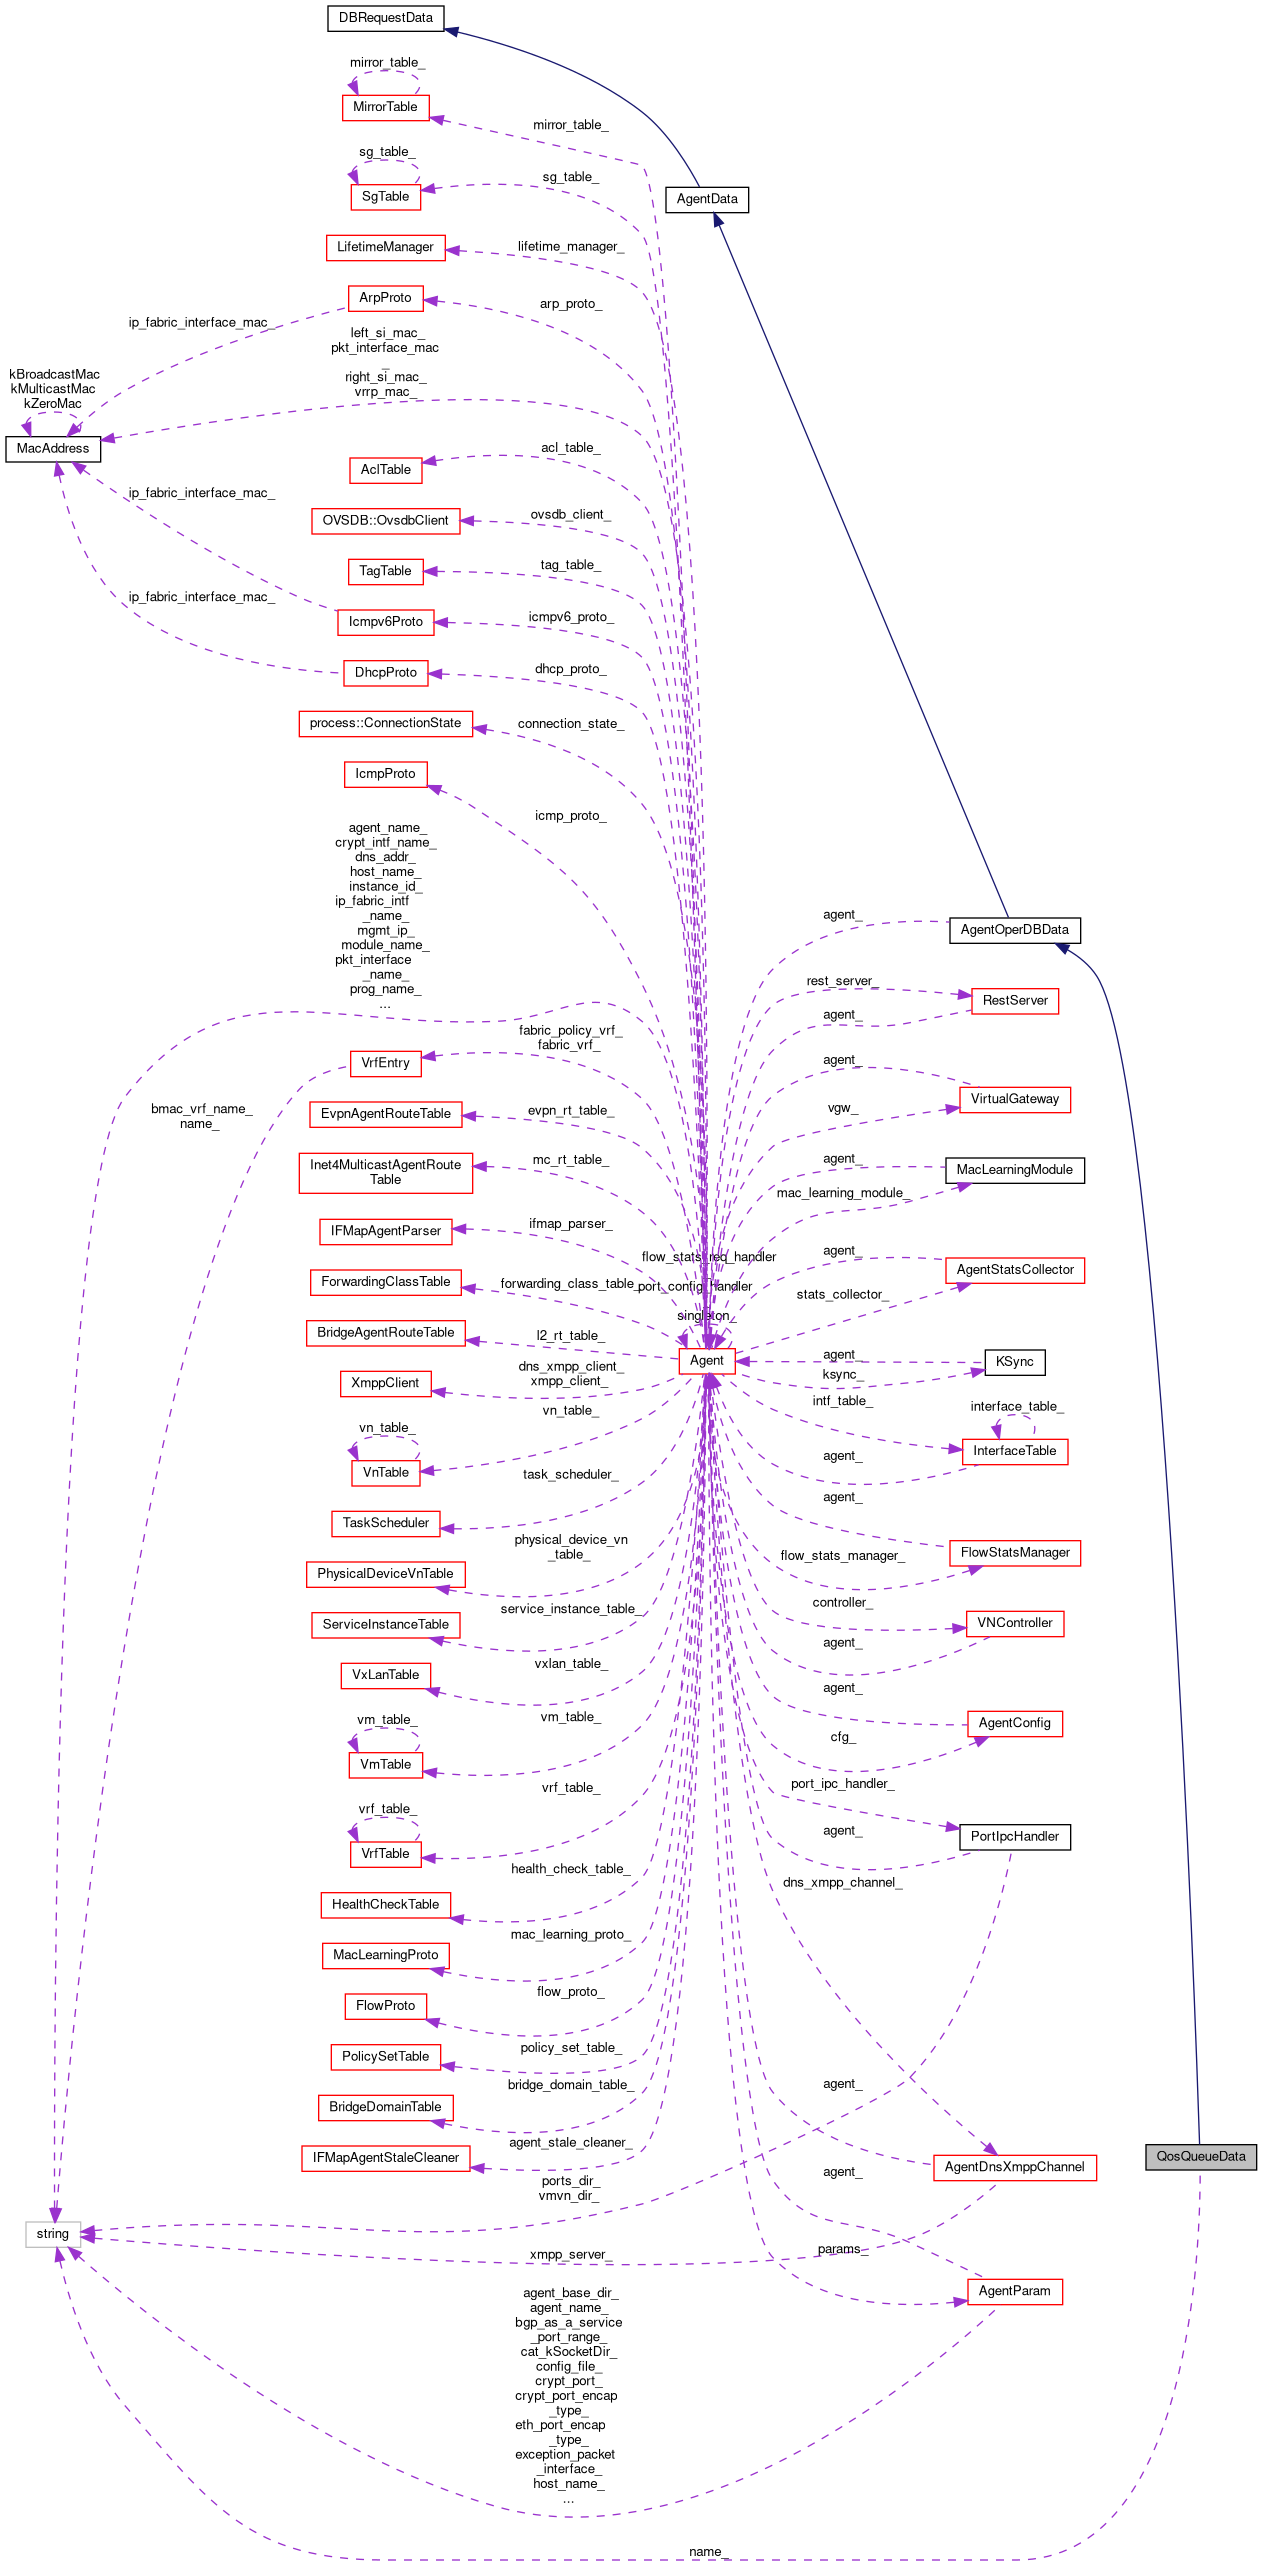 DBRequestData
mirror_table_
MirrorTable
mirror_table_
sg_table_
sg_table_
SgTable
AgentData
lifetime_manager_
LifetimeManager
ArpProto
arp_proto_
ip_fabric_interface_mac_
left_si_mac_
pkt_interface_mac
_
right_si_mac_
vrrp_mac_
kBroadcastMac
kMulticastMac
kZeroMac
MacAddress
acl_table_
AclTable
ip_fabric_interface_mac_
ovsdb_client_
OVSDB::OvsdbClient
tag_table_
TagTable
ip_fabric_interface_mac_
icmpv6_proto_
Icmpv6Proto
dhcp_proto_
DhcpProto
connection_state_
process::ConnectionState
IcmpProto
icmp_proto_
agent_name_
crypt_intf_name_
dns_addr_
host_name_
instance_id_
ip_fabric_intf
_name_
mgmt_ip_
module_name_
pkt_interface
_name_
prog_name_
...
agent_
AgentOperDBData
rest_server_
RestServer
agent_
fabric_policy_vrf_
fabric_vrf_
VrfEntry
agent_
VirtualGateway
vgw_
bmac_vrf_name_
name_
evpn_rt_table_
EvpnAgentRouteTable
mc_rt_table_
Inet4MulticastAgentRoute
Table
agent_
MacLearningModule
mac_learning_module_
ifmap_parser_
IFMapAgentParser
flow_stats_req_handler
agent_
AgentStatsCollector
forwarding_class_table_
ForwardingClassTable
port_config_handler
stats_collector_
singleton_
l2_rt_table_
BridgeAgentRouteTable
Agent
agent_
KSync
ksync_
dns_xmpp_client_
xmpp_client_
XmppClient
intf_table_
interface_table_
InterfaceTable
agent_
vn_table_
vn_table_
VnTable
task_scheduler_
TaskScheduler
agent_
FlowStatsManager
flow_stats_manager_
physical_device_vn
_table_
PhysicalDeviceVnTable
service_instance_table_
ServiceInstanceTable
controller_
VNController
agent_
vxlan_table_
VxLanTable
agent_
AgentConfig
cfg_
vm_table_
vm_table_
VmTable
port_ipc_handler_
PortIpcHandler
agent_
vrf_table_
vrf_table_
VrfTable
health_check_table_
HealthCheckTable
dns_xmpp_channel_
mac_learning_proto_
MacLearningProto
flow_proto_
FlowProto
policy_set_table_
PolicySetTable
bridge_domain_table_
BridgeDomainTable
agent_
agent_stale_cleaner_
IFMapAgentStaleCleaner
AgentDnsXmppChannel
QosQueueData
agent_
ports_dir_
vmvn_dir_
string
xmpp_server_
params_
AgentParam
agent_base_dir_
agent_name_
bgp_as_a_service
_port_range_
cat_kSocketDir_
config_file_
crypt_port_
crypt_port_encap
_type_
eth_port_encap
_type_
exception_packet
_interface_
host_name_
...
name_